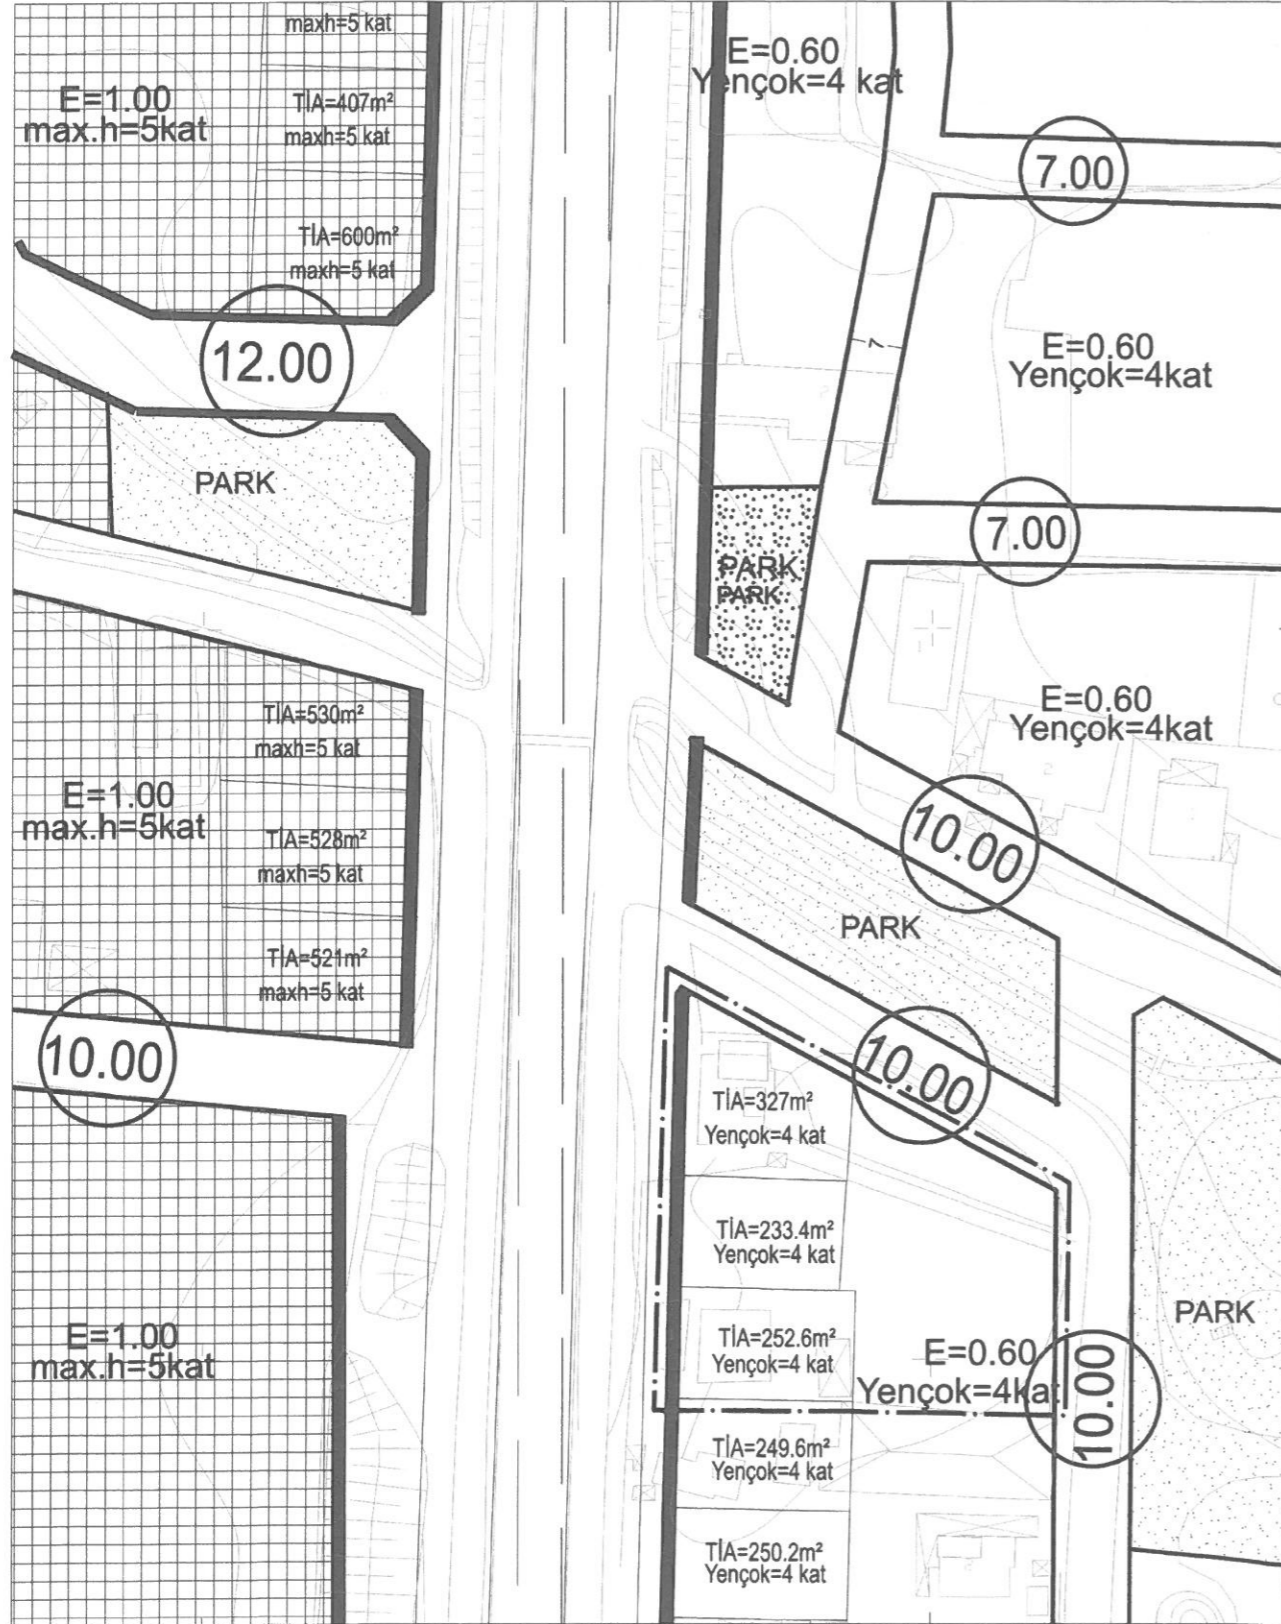 maxh=5 kat
E=1.00
max.h=5kat
TİA=407m²
maxh=5 kat
TİA=600m²
maxh=5 kat
12.00
PARK
TİA=530m²
maxh=5 kat
E=1.00
max.h=5kat
TİA=528m²
maxh=5 kat
TİA=521m²
maxh=5 kat
10.00
E=1.00
max.h=5kat
E=0.60
Yençok=4 kat
7.00
7
E=0.60
Yençok=4kat
7.00
PARK
PARK
E=0.60
Yençok=4kat
2
10.00
PARK
10.00
TİA=327m²
Yençok=4 kat
TİA=233.4m²
Yençok=4 kat
TİA=252.6m²
Yençok=4 kat
E=0.60
Yençok=4kat
10.00
PARK
TİA=249.6m²
Yençok=4 kat
TİA=250.2m²
Yençok=4 kat